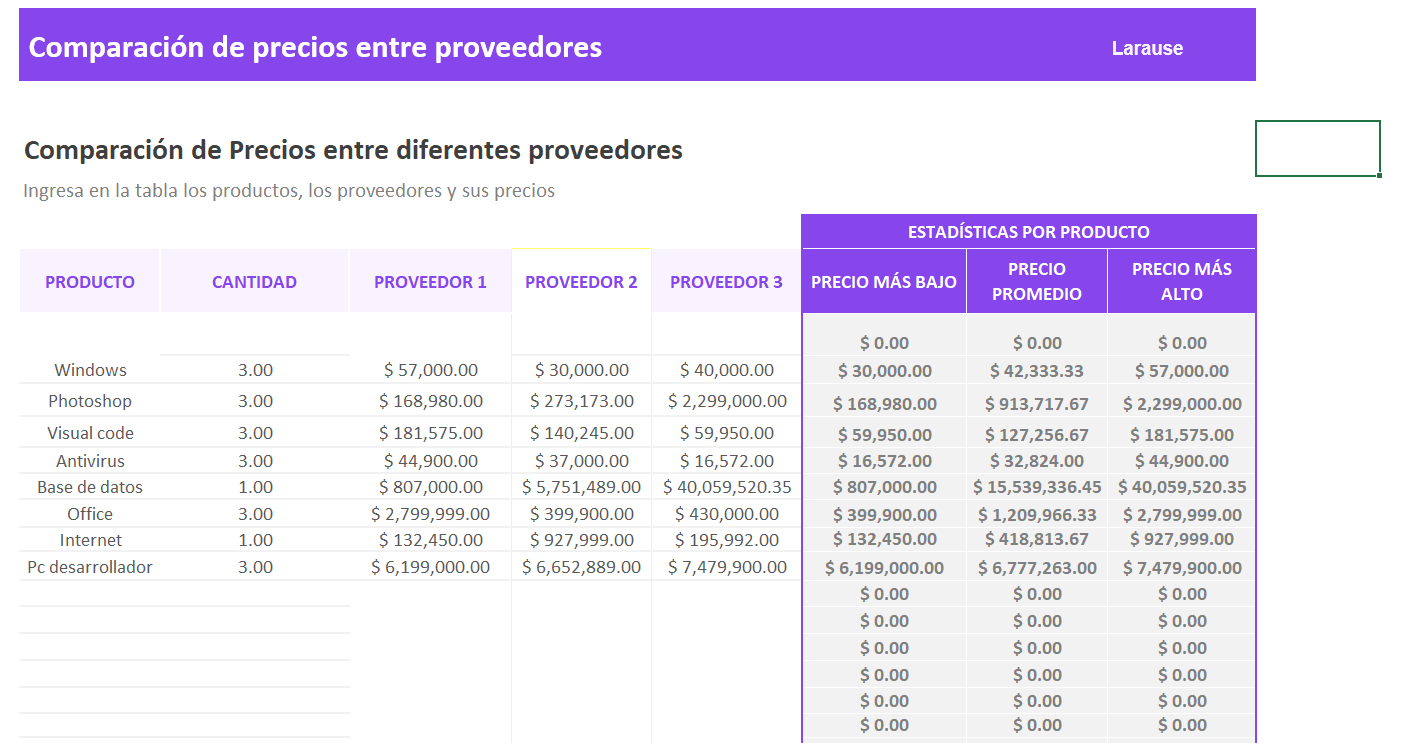 Comparación de precios entre proveedores Larause
Comparación de Precios entre diferentes proveedores
Ingresa en la tabla los productos, los proveedores y sus precios
ESTADÍSTICAS POR PRODUCTO
PRODUCTO CANTIDAD PROVEEDOR 1 PROVEEDOR 2 PROVEEDOR 3 PRECIO MÁS BAJO PRECIO PROMEDIO PRECIO MÁS ALTO
$ 0.00 $ 0.00 $ 0.00
Windows 3.00 $ 57,000.00 $ 30,000.00 $ 40,000.00 $ 30,000.00 $ 42,333.33 $ 57,000.00
Photoshop 3.00 $ 168,980.00 $ 273,173.00 $ 2,299,000.00 $ 168,980.00 $ 913,717.67 $ 2,299,000.00
Visual code 3.00 $ 181,575.00 $ 140,245.00 $ 59,950.00 $ 59,950.00 $ 127,256.67 $ 181,575.00
Antivirus 3.00 $ 44,900.00 $ 37,000.00 $ 16,572.00 $ 16,572.00 $ 32,824.00 $ 44,900.00
Base de datos 1.00 $ 807,000.00 $ 5,751,489.00 $ 40,059,520.35 $ 807,000.00 $ 15,539,336.45 $ 40,059,520.35
Office 3.00 $ 2,799,999.00 $ 399,900.00 $ 430,000.00 $ 399,900.00 $ 1,209,966.33 $ 2,799,999.00
Internet 1.00 $ 132,450.00 $ 927,999.00 $ 195,992.00 $ 132,450.00 $ 418,813.67 $ 927,999.00
Pc desarrollador 3.00 $ 6,199,000.00 $ 6,652,889.00 $ 7,479,900.00 $ 6,199,000.00 $ 6,777,263.00 $ 7,479,900.00
$ 0.00 $ 0.00 $ 0.00
$ 0.00 $ 0.00 $ 0.00
$ 0.00 $ 0.00 $ 0.00
$ 0.00 $ 0.00 $ 0.00
$ 0.00 $ 0.00 $ 0.00
$ 0.00 $ 0.00 $ 0.00